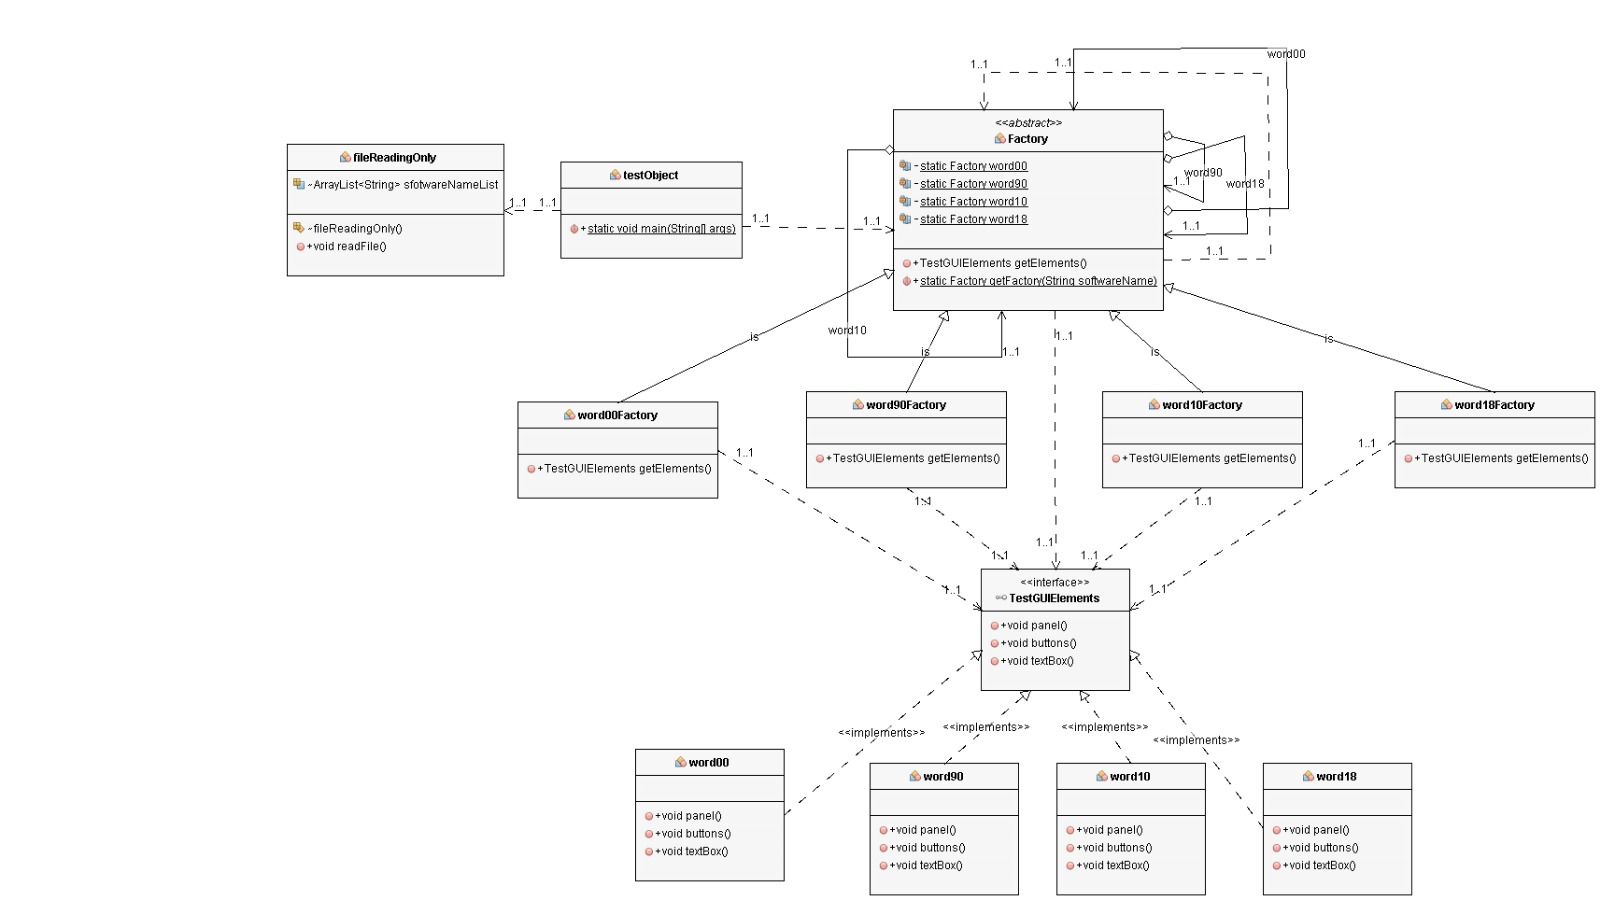 word00
1..1
1..1
<<abstract>>
Factory
- static Factory word00
- static Factory word90
- static Factory word10
- static Factory word18
+TestGUIElements getElements()
+ static Factory getFactory(String softwareName)
word90
1..1
word18
1..1
1..1
fileReadingOnly
~ArrayList<String> sfotwareNameList
~fileReadingOnly()
+void readFile()
1..1
1..1
testObject
+ static void main(String[] args)
1..1
1..1
word10
1..1
is
is
1..1
is
is
word00Factory
+TestGUIElements getElements()
word90Factory
+TestGUIElements getElements()
word10Factory
+TestGUIElements getElements()
word18Factory
+TestGUIElements getElements()
1..1
1..1
1..1
1..1
1..1
1..1
1..1
1..1
1..1
<<interface>>
TestGUIElements
+void panel()
+void buttons()
+void textBox()
<<implements>>
<<implements>>
<<implements>>
<<implements>>
word00
+void panel()
+void buttons()
+void textBox()
word90
+void panel()
+void buttons()
+void textBox()
word10
+void panel()
+void buttons()
+void textBox()
word18
+void panel()
+void buttons()
+void textBox()